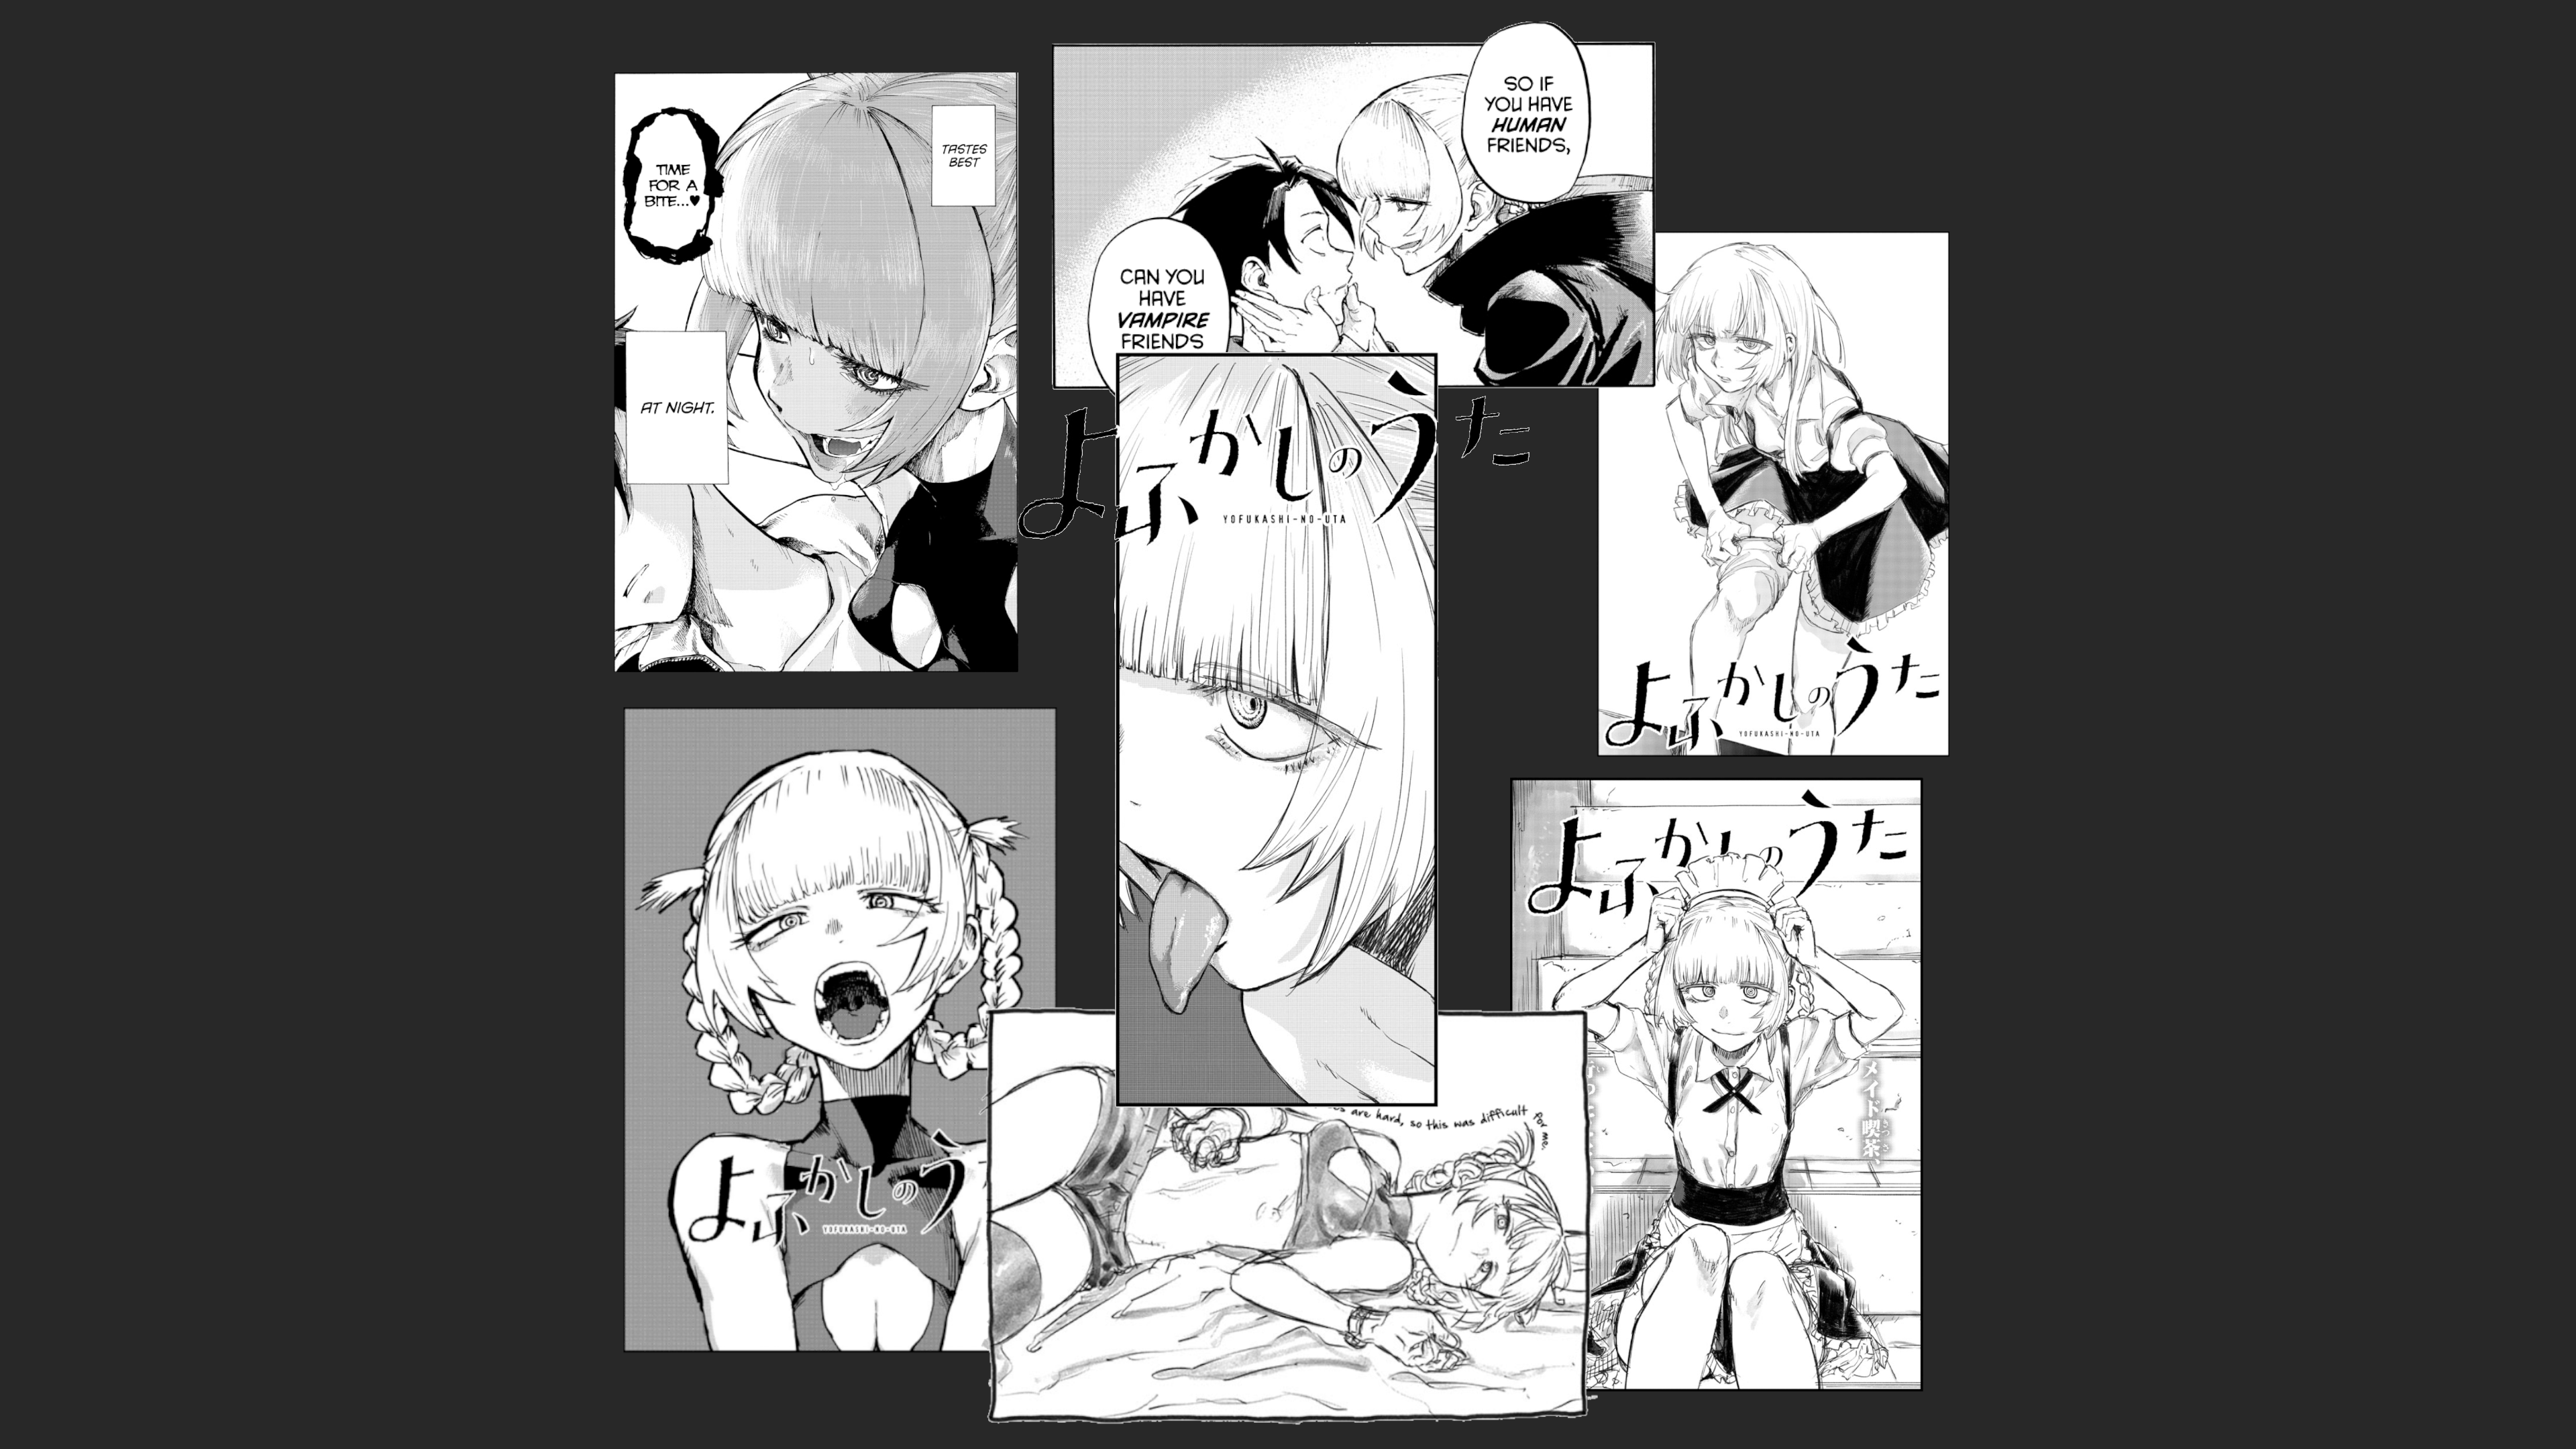 TIME
FOR A
BITE...♥
TASTES
BEST
AT NIGHT.
SO IF
YOU HAVE
HUMAN
FRIENDS,
CAN YOU
HAVE
VAMPIRE
FRIENDS
よふかしのうた
YOFUKASHI-NO-UTA
よふかしのうた
YOFUKASHI-NO-UTA
よふかしのう
YOFUKASHI-NO-UTA
are hard, so this was difficult for me.
よふかしのうた
メイド喫茶、
きっさ